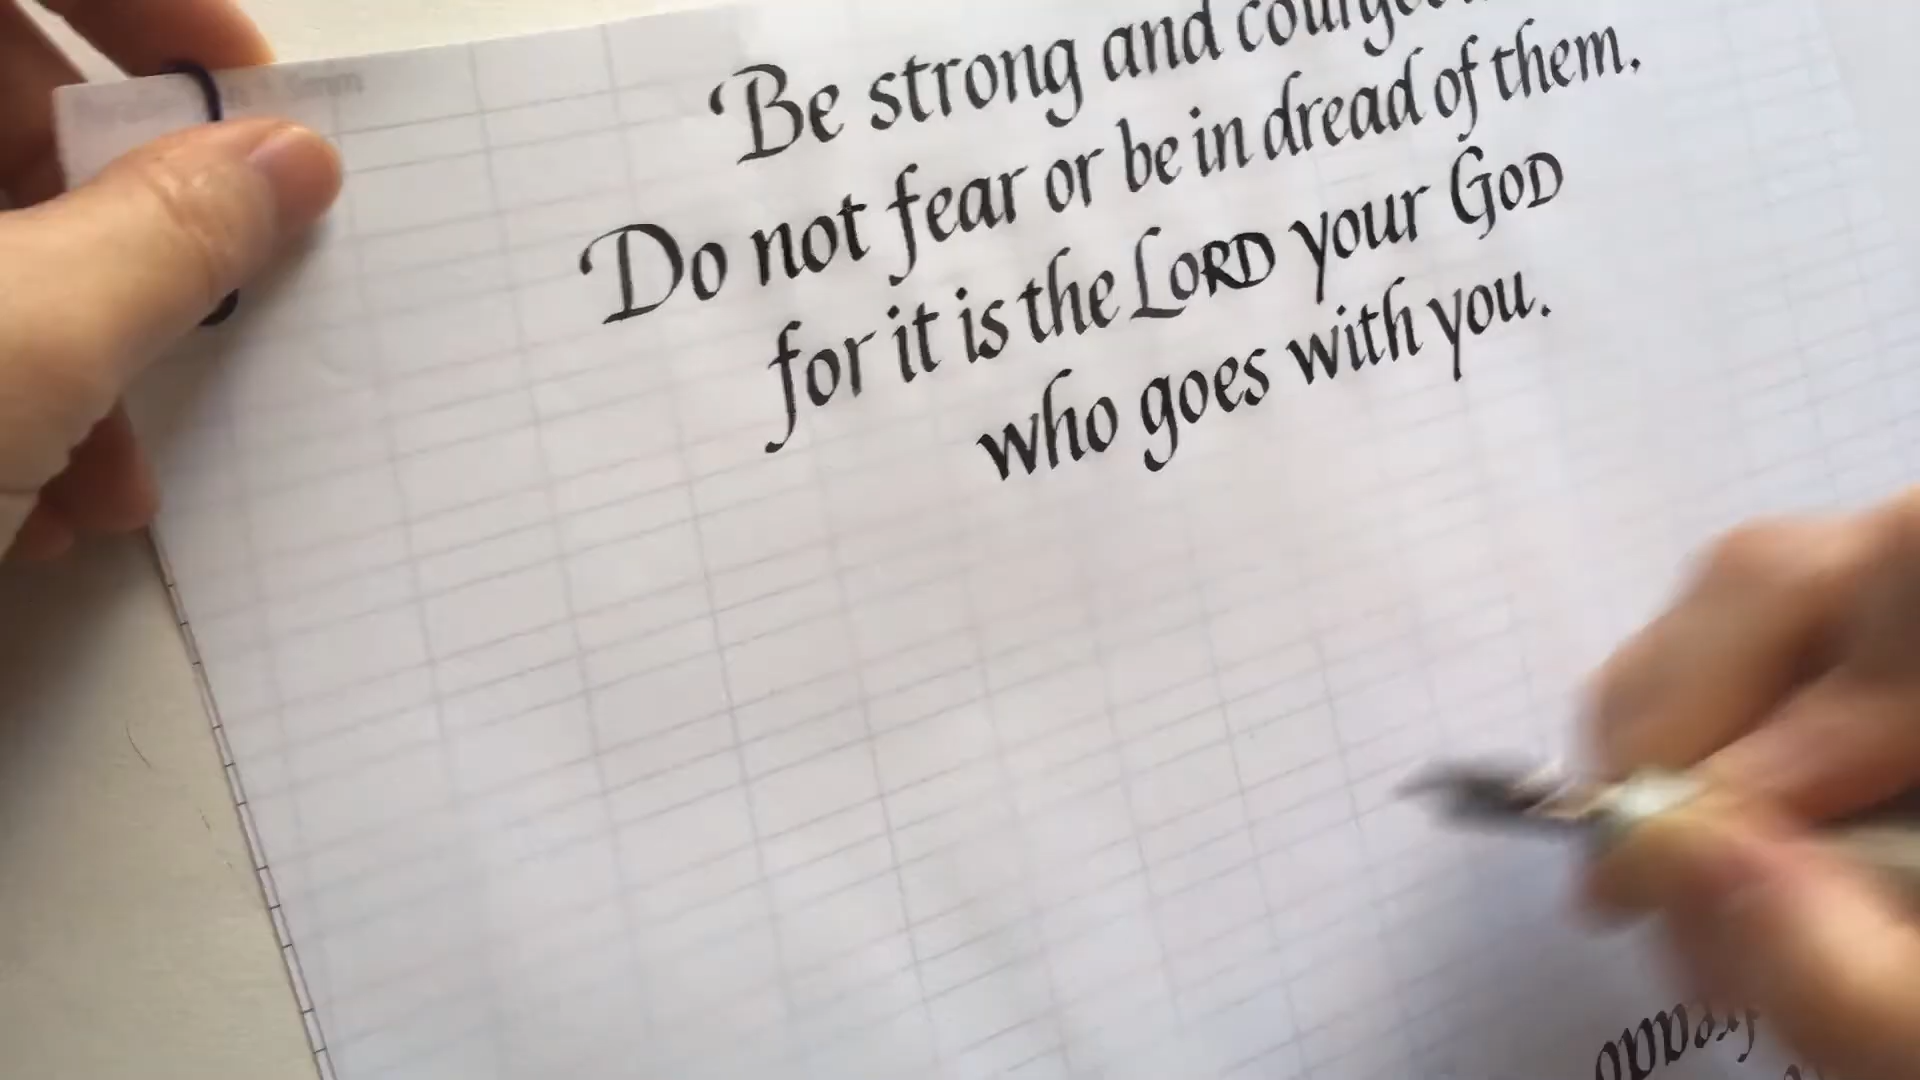 Be strong and
Do not fear or be in dread of them.
for it is the LORD your GOD
who goes with you.